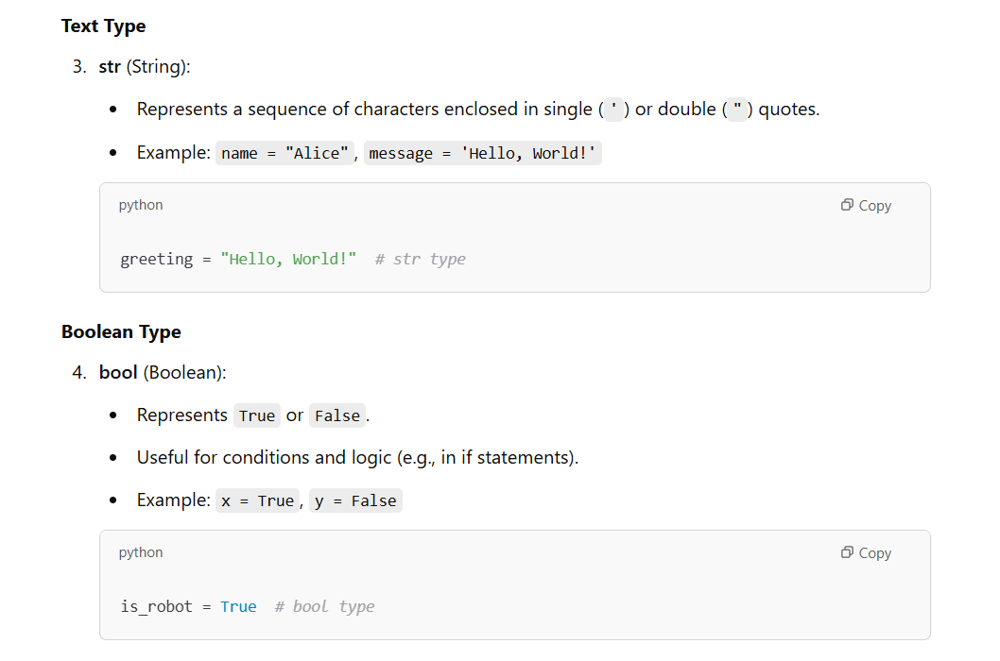 Text Type
3. str (String):
• Represents a sequence of characters enclosed in single (') or double (") quotes.
• Example: name = "Alice", message = 'Hello, World!'
python
Copy
greeting = "Hello, World!"  # str type
Boolean Type
4. bool (Boolean):
• Represents True or False.
• Useful for conditions and logic (e.g., in if statements).
• Example: x = True, y = False
python
Copy
is_robot = True  # bool type